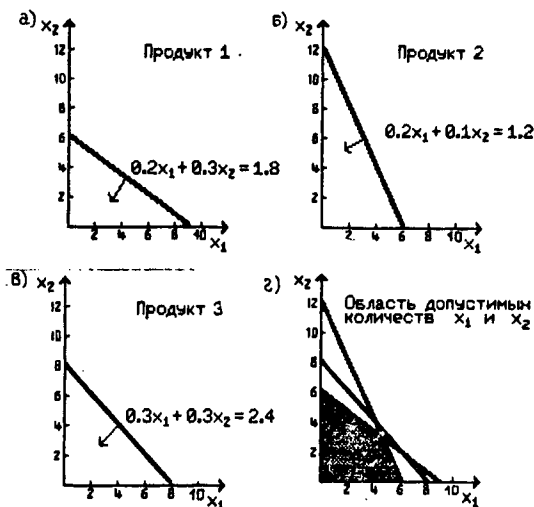 а)
x₂
Продукт 1
12
10
8
6
4
2
0.2x₁+0.3x₂=1.8
2 4 6 8 10
x₁
б)
x₂
Продукт 2
12
10
8
6
4
2
0.2x₁+0.1x₂=1.2
2 4 6 8 10
x₁
в)
x₂
Продукт 3
12
10
8
6
4
2
0.3x₁+0.3x₂=2.4
2 4 6 8 10
x₁
г)
x₂
Область допустимых
количеств x₁ и x₂
12
10
8
6
4
2
2 4 6 8 10
x₁